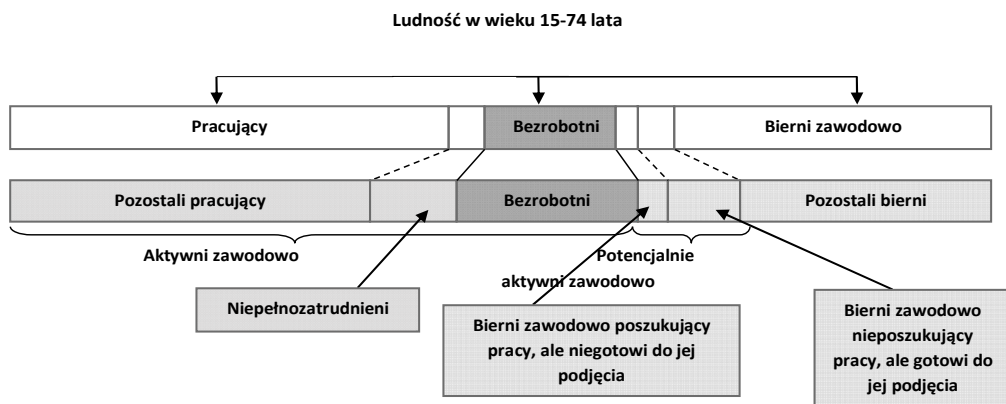 Ludność w wieku 15-74 lata
Pracujący
Bezrobotni
Bierni zawodowo
Pozostali pracujący
Bezrobotni
Pozostali bierni
Aktywni zawodowo
Potencjalnie
aktywni zawodowo
Niepełnozatrudnieni
Bierni zawodowo poszukujący
pracy, ale niegotowi do jej
podjęcia
Bierni zawodowo
nieposzukujący
pracy, ale gotowi do
jej podjęcia